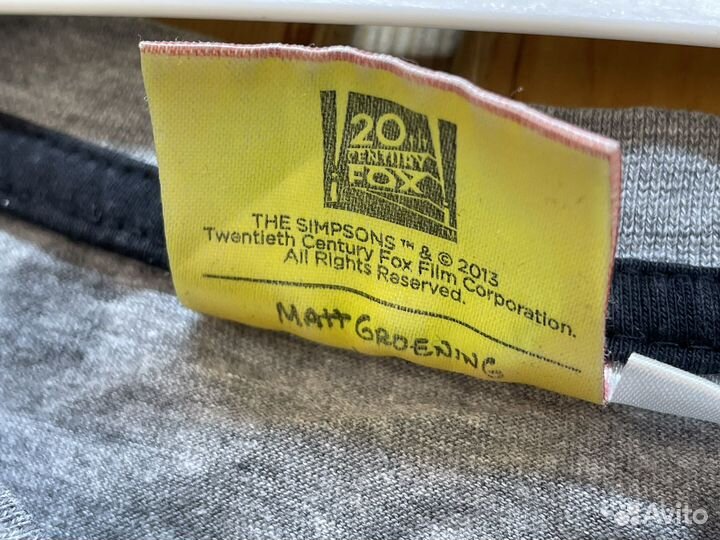 20th
CENTURY
FOX
THE SIMPSONS ™ & © 2013
Twentieth Century Fox Film Corporation.
All Rights Reserved.
MATT GROENING
Avito